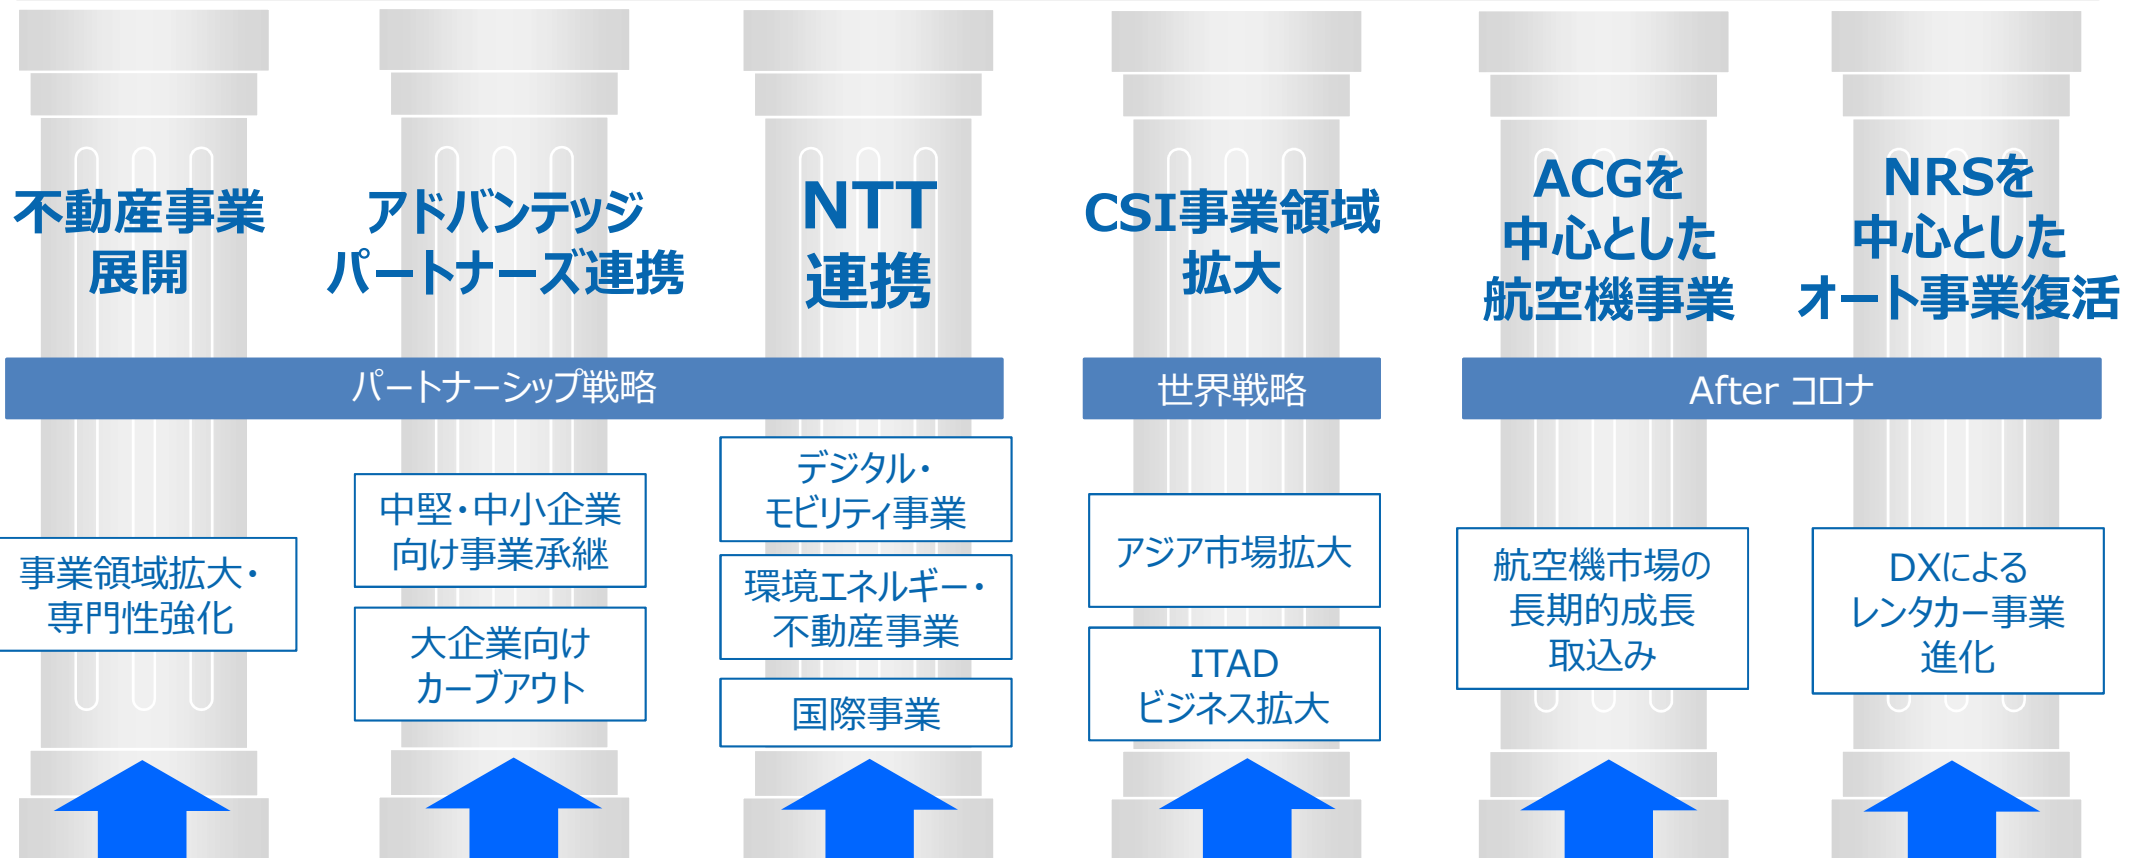 不動産事業
展開
アドバンテッジ
パートナーズ連携
NTT
連携
CSI事業領域
拡大
ACGを
中心とした
航空機事業
NRSを
中心とした
オート事業復活
パートナーシップ戦略
世界戦略
After コロナ
事業領域拡大・
専門性強化
中堅・中小企業
向け事業承継
大企業向け
カーブアウト
デジタル・
モビリティ事業
環境エネルギー・
不動産事業
国際事業
アジア市場拡大
ITAD
ビジネス拡大
航空機市場の
長期的成長
取込み
DXによる
レンタカー事業
進化